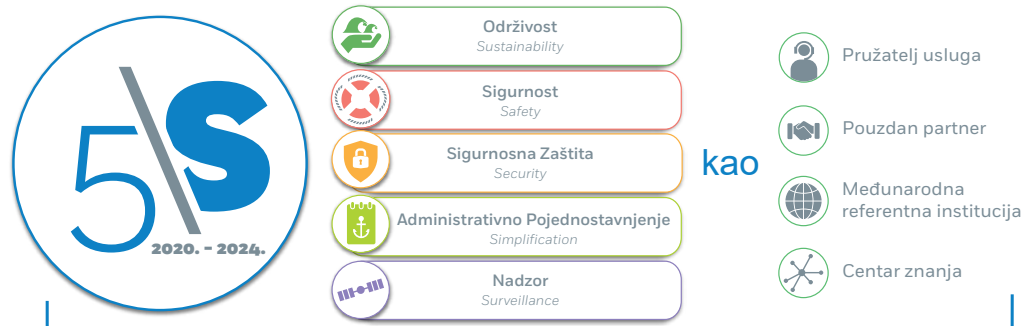 5\S
2020. - 2024.
Održivost
Sustainability
Sigurnost
Safety
Sigurnosna Zaštita
Security
Administrativno Pojednostavnjenje
Simplification
Nadzor
Surveillance
kao
Pružatelj usluga
Pouzdan partner
Međunarodna
referentna institucija
Centar znanja